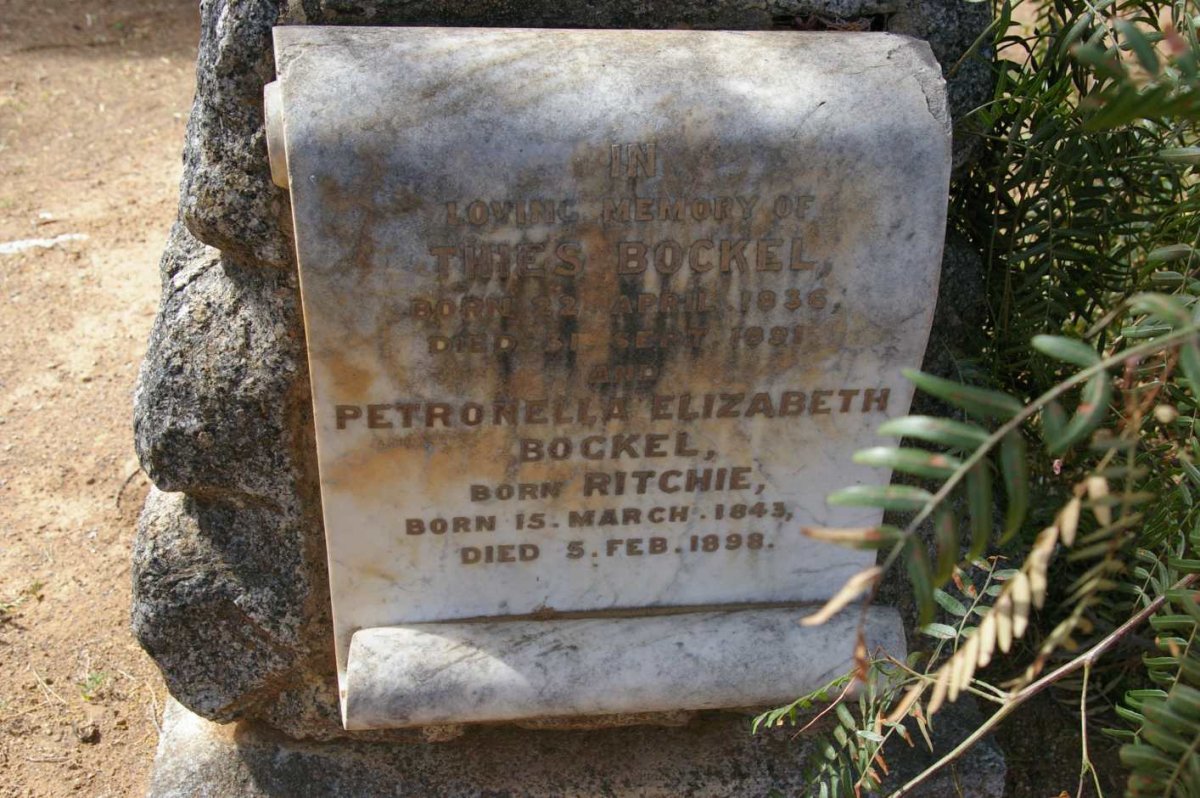 IN
LOVING MEMORY OF
THIES BOCKEL,
BORN 22 APRIL 1836,
DIED SEPT. 1881
AND
PETRONELLA ELIZABETH
BOCKEL,
BORN RITCHIE,
BORN 15. MARCH. 1843,
DIED 5. FEB. 1898.